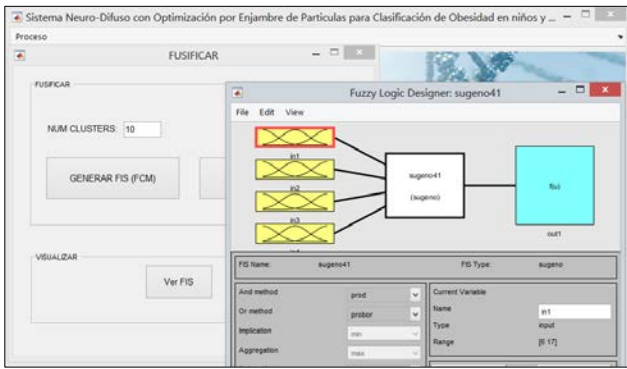 Sistema Neuro-Difuso con Optimización por Enjambre de Particulas para Clasificación de Obesidad en niños y ...
Proceso
FUSIFICAR
FUSIFICAR
NUM CLUSTERS: 10
GENERAR FIS (FCM)
VISUALIZAR
Ver FIS
Fuzzy Logic Designer: sugeno41
File Edit View
in1
in2
in3
sugeno41
(sugeno)
f(u)
out1
FIS Name: sugeno41 FIS Type: sugeno
And method prod
Or method probor
Implication min
Aggregation max
Current Variable
Name in1
Type input
Range [6 17]